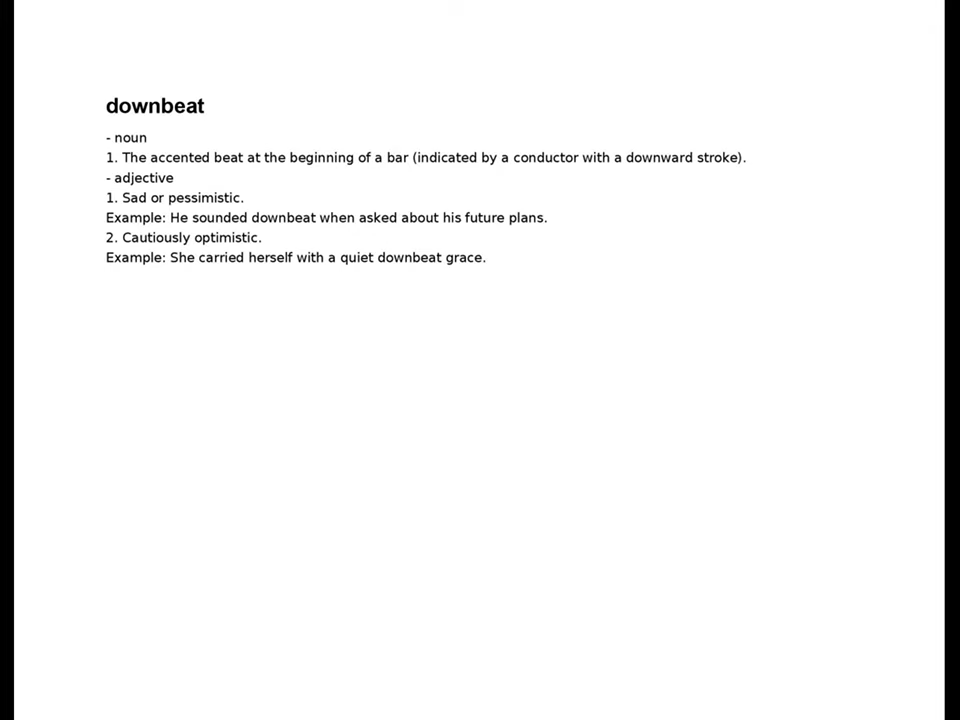 downbeat
- noun
1. The accented beat at the beginning of a bar (indicated by a conductor with a downward stroke).
- adjective
1. Sad or pessimistic.
Example: He sounded downbeat when asked about his future plans.
2. Cautiously optimistic.
Example: She carried herself with a quiet downbeat grace.